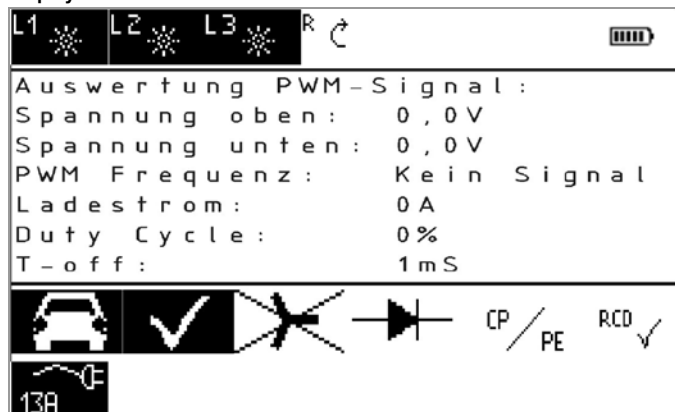 L1 L2 L3 R
Auswertung PWM-Signal:
Spannung oben: 0,0V
Spannung unten: 0,0V
PWM Frequenz: Kein Signal
Ladestrom: 0A
Duty Cycle: 0%
T-off: 1mS
CP/PE RCD
13A